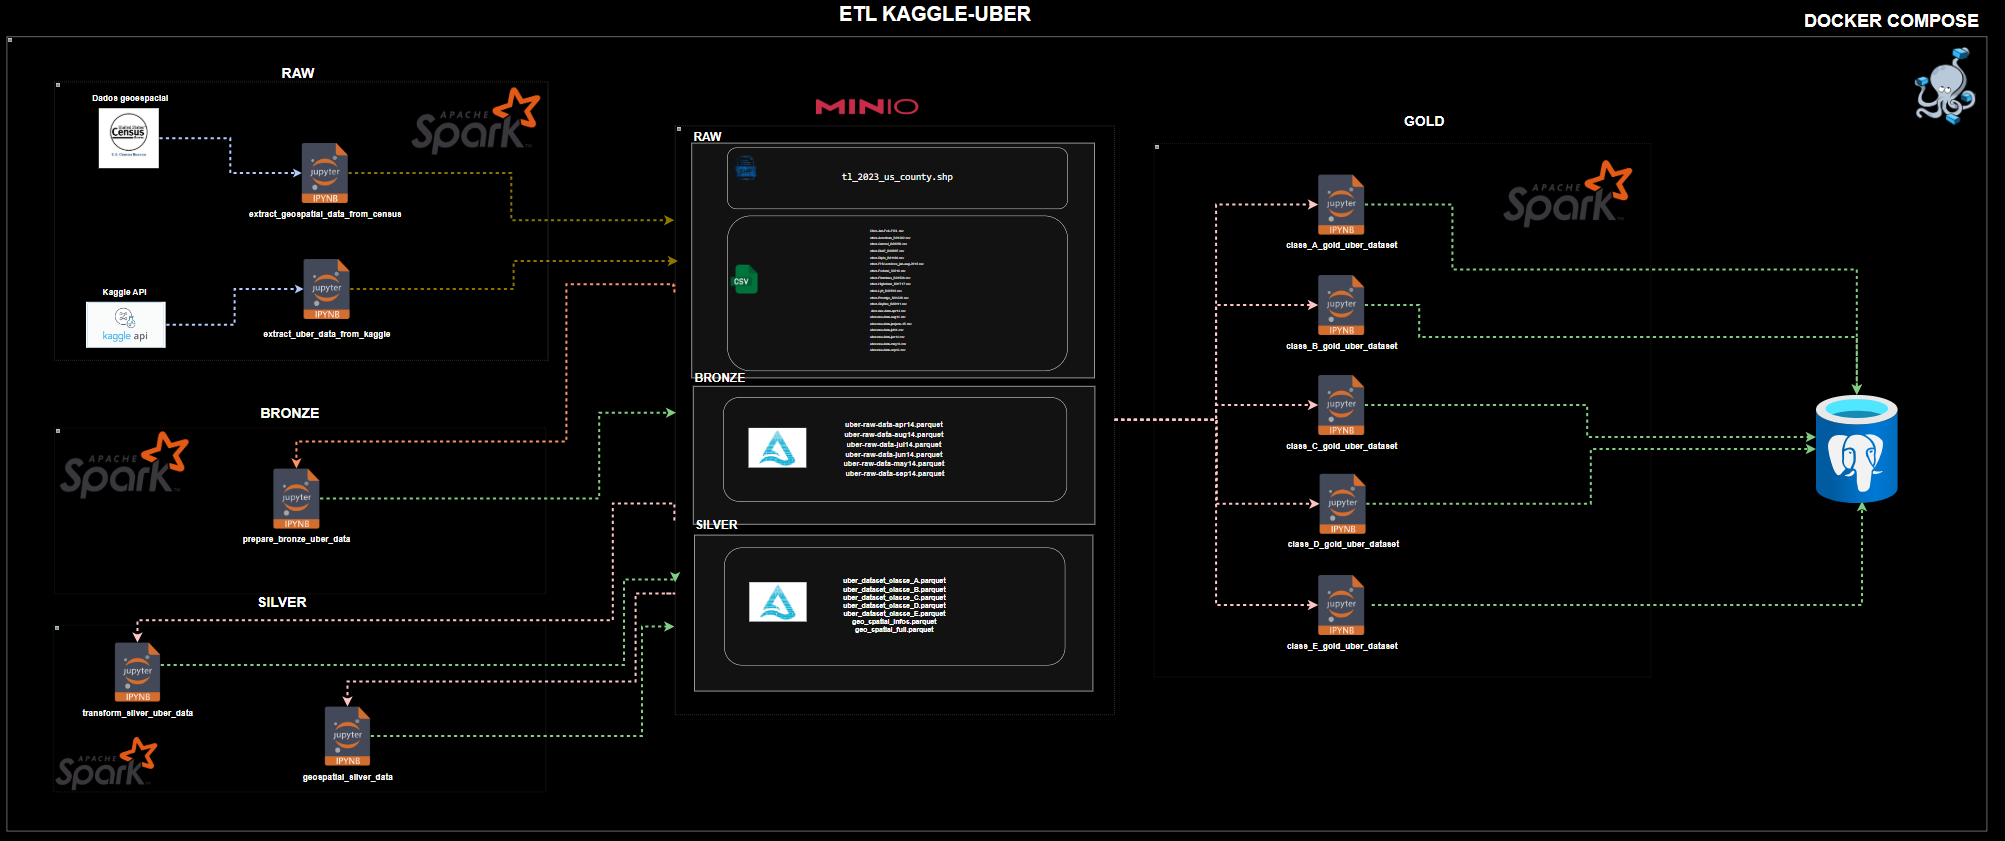 ETL KAGGLE-UBER
DOCKER COMPOSE
RAW
Dados geoespacial
United States
Census
U.S. Census Bureau
APACHE
Spark
jupyter
IPYNB
extract_geospatial_data_from_census
Kaggle API
kaggle api
jupyter
IPYNB
extract_uber_data_from_kaggle
BRONZE
APACHE
Spark
jupyter
IPYNB
prepare_bronze_uber_data
SILVER
jupyter
IPYNB
transform_silver_uber_data
APACHE
Spark
jupyter
IPYNB
geospatial_silver_data
MINIO
RAW
tl_2023_us_county.shp
CSV
BRONZE
uber-raw-data-apr14.parquet
uber-raw-data-aug14.parquet
uber-raw-data-jul14.parquet
uber-raw-data-jun14.parquet
uber-raw-data-may14.parquet
uber-raw-data-sep14.parquet
SILVER
uber_dataset_classe_A.parquet
uber_dataset_classe_B.parquet
uber_dataset_classe_C.parquet
uber_dataset_classe_D.parquet
uber_dataset_classe_E.parquet
geo_spatial_infos.parquet
geo_spatial_full.parquet
GOLD
APACHE
Spark
jupyter
IPYNB
class_A_gold_uber_dataset
jupyter
IPYNB
class_B_gold_uber_dataset
jupyter
IPYNB
class_C_gold_uber_dataset
jupyter
IPYNB
class_D_gold_uber_dataset
jupyter
IPYNB
class_E_gold_uber_dataset